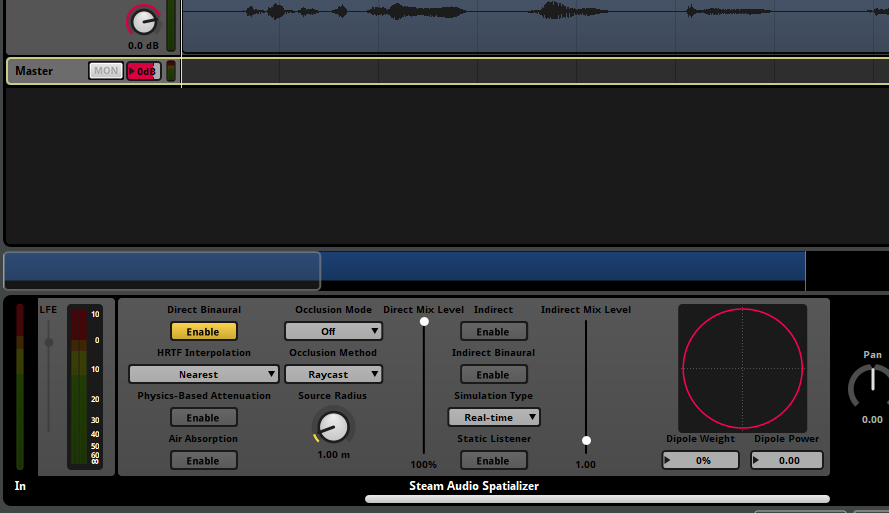 0.0 dB
Master MON 0dB
LFE
10
0
10
20
30
40
50
60
∞
In
Direct Binaural Occlusion Mode Direct Mix Level Indirect Indirect Mix Level
Enable Off Enable
HRTF Interpolation Occlusion Method Indirect Binaural
Nearest Raycast Enable
Physics-Based Attenuation Source Radius Simulation Type
Enable Real-time
Air Absorption Static Listener
Enable 1.00 m 100% Enable 1.00
Dipole Weight Dipole Power
0% 0.00
Pan
0.00
Steam Audio Spatializer